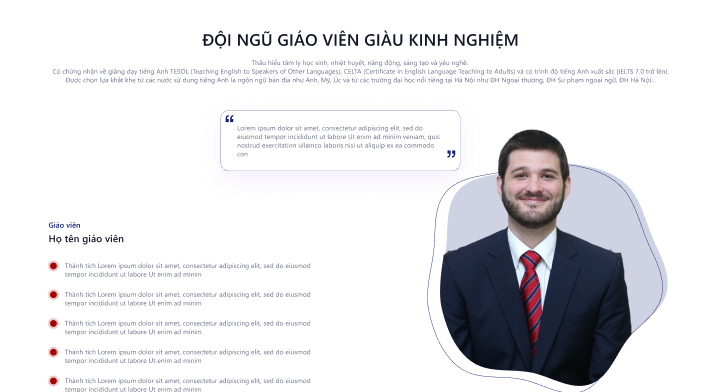 ĐỘI NGŨ GIÁO VIÊN GIÀU KINH NGHIỆM
Thấu hiểu tâm lý học sinh, nhiệt huyết, năng động, sáng tạo và yêu nghề.
Có chứng nhận về giảng dạy tiếng Anh TESOL (Teaching English to Speakers of Other Languages). CELTA (Certificate in English Language Teaching to Adults) và có trình độ tiếng Anh xuất sắc (IELTS 7.0 trở lên).
Được chọn lựa khắt khe từ các nước sử dụng tiếng Anh là ngôn ngữ bản địa như Anh, Mỹ, Úc và từ các trường đại học nổi tiếng tại Hà Nội như ĐH Ngoại thương, ĐH Sư phạm ngoại ngữ, ĐH Hà Nội...
“
Lorem ipsum dolor sit amet, consectetur adipiscing elit, sed do
eiusmod tempor incididunt ut labore Ut enim ad minim veniam, quis
nostrud exercitation ullamco laboris nisi ut aliquip ex ea commodo
con
”
Giáo viên
Họ tên giáo viên
Thành tích Lorem ipsum dolor sit amet, consectetur adipiscing elit, sed do eiusmod
tempor incididunt ut labore Ut enim ad minim
Thành tích Lorem ipsum dolor sit amet, consectetur adipiscing elit, sed do eiusmod
tempor incididunt ut labore Ut enim ad minim
Thành tích Lorem ipsum dolor sit amet, consectetur adipiscing elit, sed do eiusmod
tempor incididunt ut labore Ut enim ad minim
Thành tích Lorem ipsum dolor sit amet, consectetur adipiscing elit, sed do eiusmod
tempor incididunt ut labore Ut enim ad minim
Thành tích Lorem ipsum dolor sit amet, consectetur adipiscing elit, sed do eiusmod
tempor incididunt ut labore Ut enim ad minim